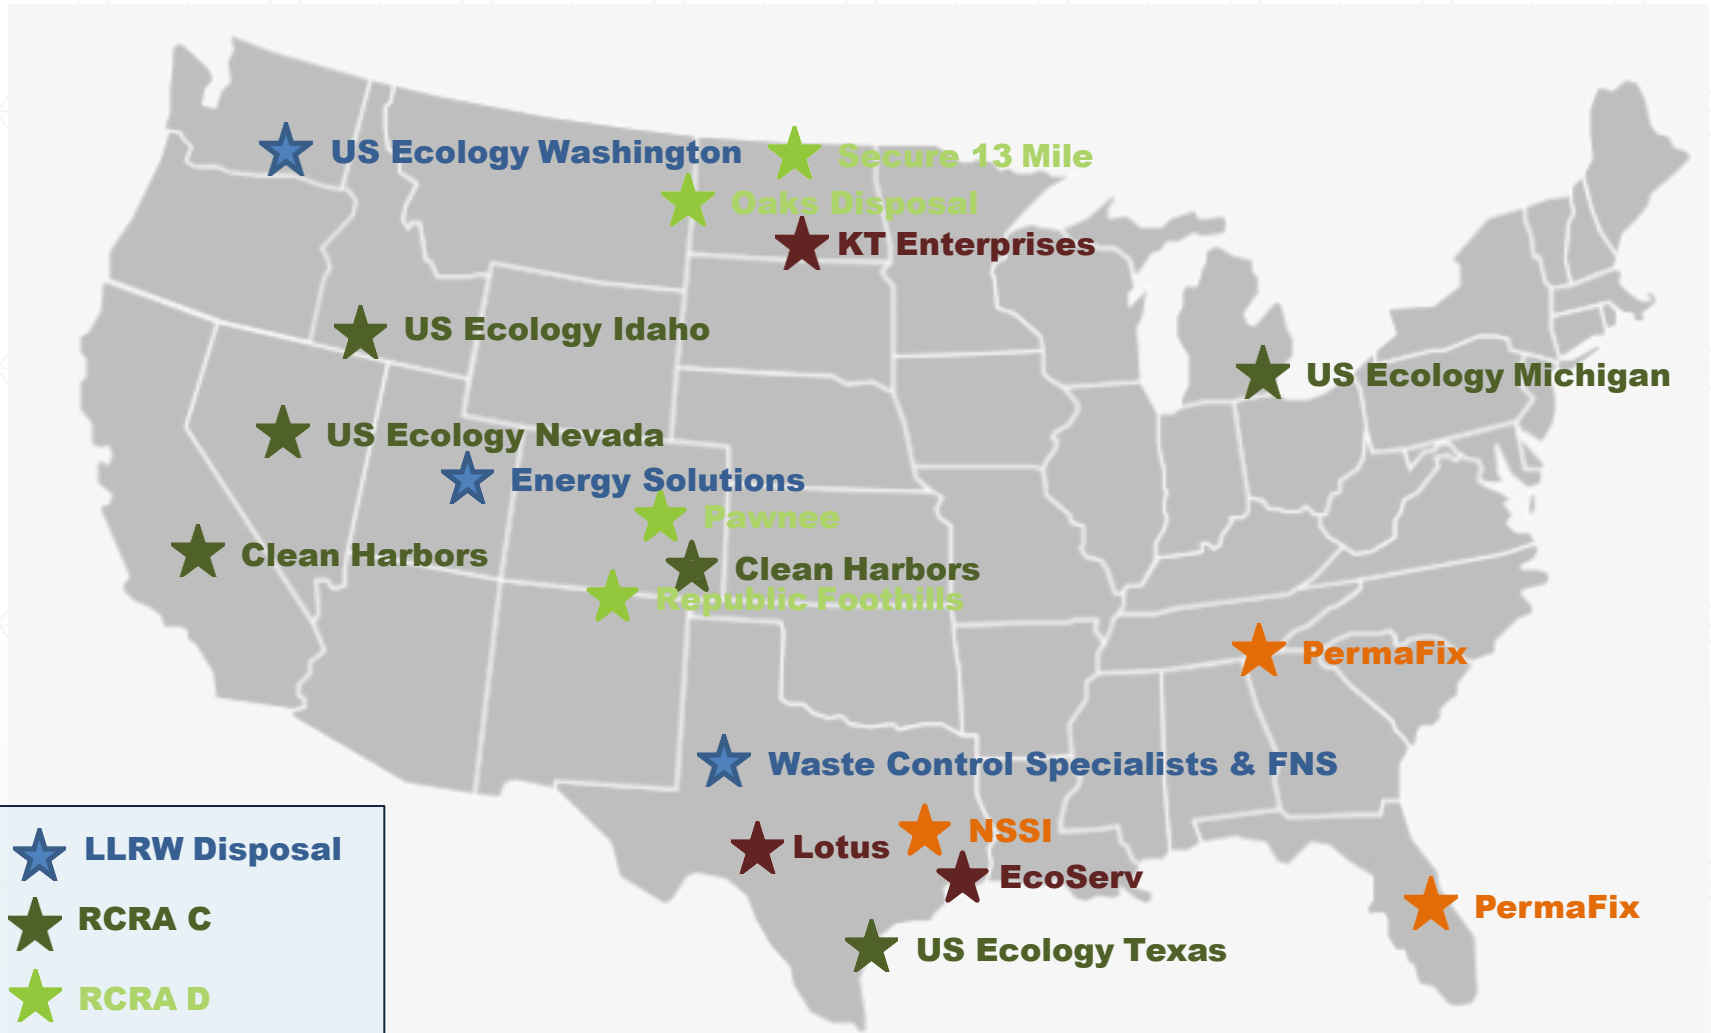 US Ecology Washington
Secure 13 Mile
Oaks Disposal
KT Enterprises
US Ecology Idaho
US Ecology Michigan
US Ecology Nevada
Energy Solutions
Pawnee
Clean Harbors
Clean Harbors
Republic Foothills
PermaFix
Waste Control Specialists & FNS
NSSI
Lotus
EcoServ
PermaFix
US Ecology Texas
LLRW Disposal
RCRA C
RCRA D